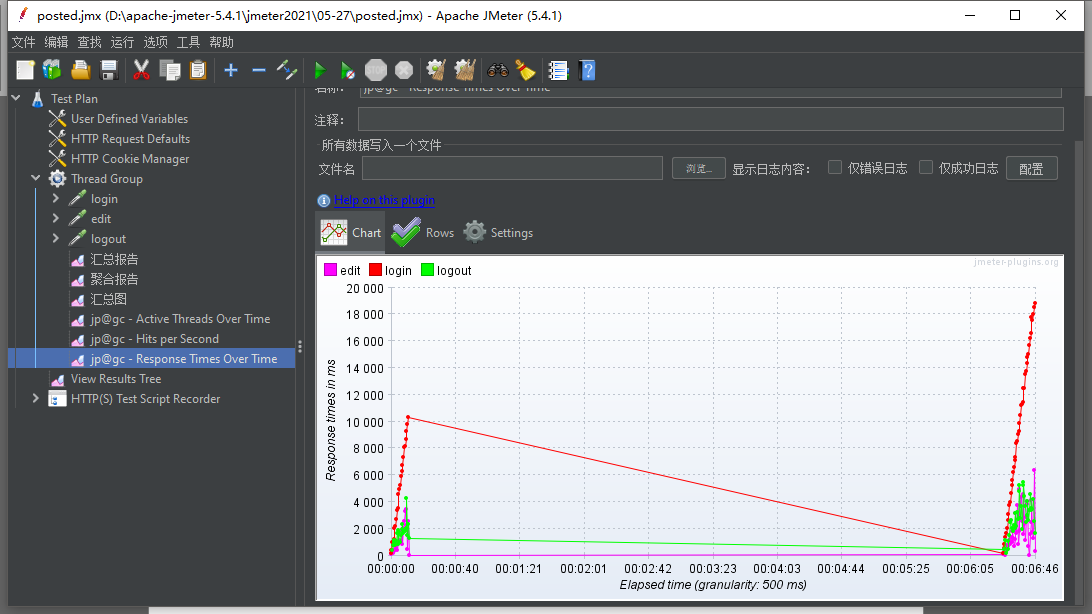 posted.jmx (D:\apache-jmeter-5.4.1\jmeter2021\05-27\posted.jmx) - Apache JMeter (5.4.1)
文件 编辑 查找 运行 选项 工具 帮助
STOP
Test Plan
User Defined Variables
HTTP Request Defaults
HTTP Cookie Manager
Thread Group
login
edit
logout
汇总报告
聚合报告
汇总图
jp@gc - Active Threads Over Time
jp@gc - Hits per Second
jp@gc - Response Times Over Time
View Results Tree
HTTP(S) Test Script Recorder
名称: jp@gc - Response Times Over Time
注释:
所有数据写入一个文件
文件名 浏览... 显示日志内容: 仅错误日志 仅成功日志 配置
Help on this plugin
Chart Rows Settings
edit login logout
jmeter-plugins.org
20 000
18 000
16 000
14 000
12 000
10 000
8 000
6 000
4 000
2 000
0
Response times in ms
00:00:00 00:00:40 00:01:21 00:02:01 00:02:42 00:03:23 00:04:03 00:04:44 00:05:25 00:06:05 00:06:46
Elapsed time (granularity: 500 ms)